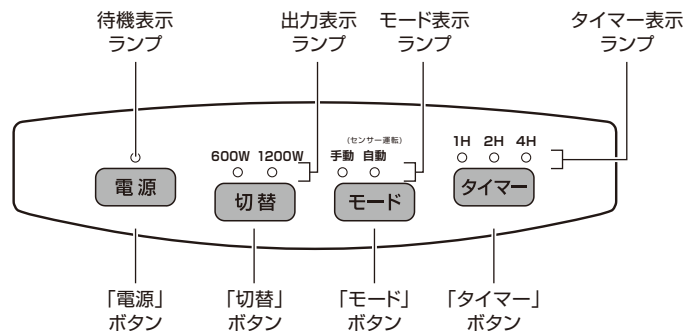 待機表示
ランプ
出力表示
ランプ
モード表示
ランプ
タイマー表示
ランプ
(センサー運転)
600W 1200W
手動 自動
1H 2H 4H
電源
切替
モード
タイマー
「電源」
ボタン
「切替」
ボタン
「モード」
ボタン
「タイマー」
ボタン